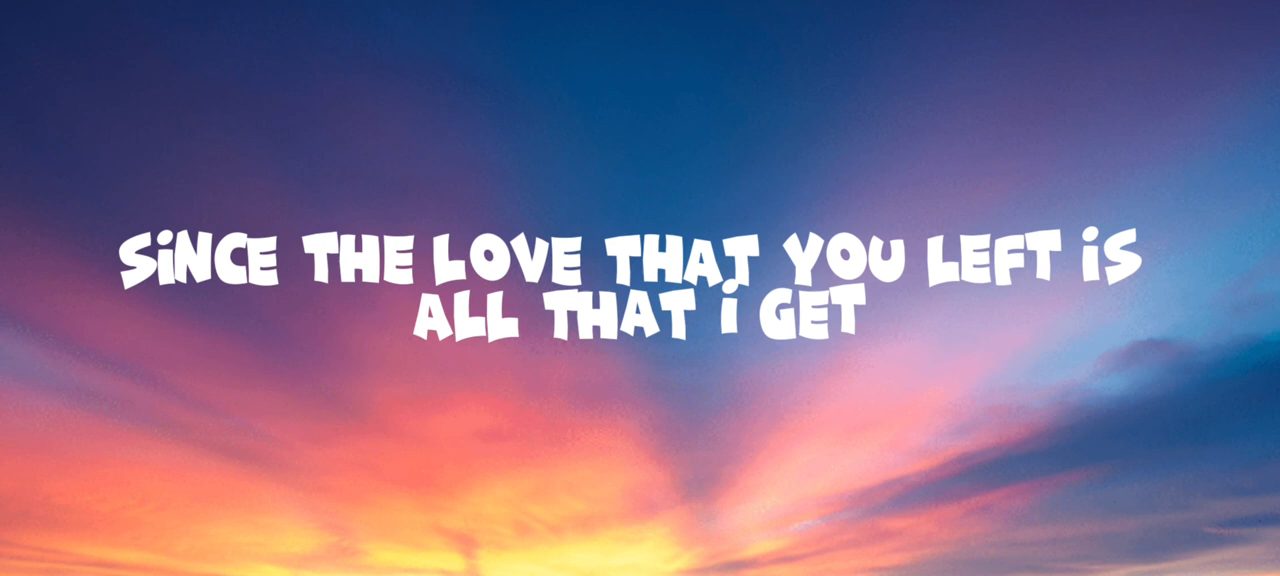 SiNCE THE LOVE THAT YOU LEFT iS
ALL THAT i GET